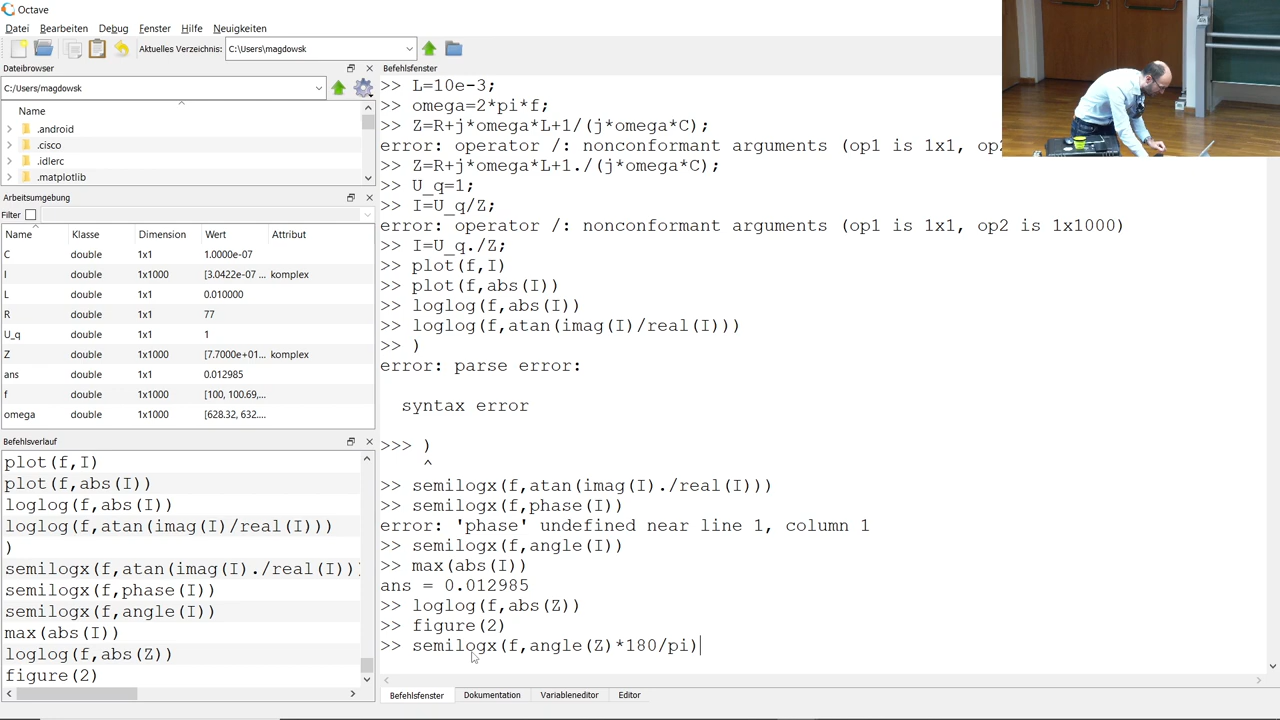 Octave
Datei Bearbeiten Debug Fenster Hilfe Neuigkeiten
Aktuelles Verzeichnis: C:\Users\magdowsk
Dateibrowser
C:/Users/magdowsk
Name
.android
.cisco
.idlerc
.matplotlib
Arbeitsumgebung
Filter
Name Klasse Dimension Wert Attribut
C double 1x1 1.0000e-07
I double 1x1000 [3.0422e-07 ... komplex
L double 1x1 0.010000
R double 1x1 77
U_q double 1x1 1
Z double 1x1000 [7.7000e+01... komplex
ans double 1x1 0.012985
f double 1x1000 [100, 100.69,...
omega double 1x1000 [628.32, 632....
Befehlsverlauf
plot(f,I)
plot(f,abs(I))
loglog(f,abs(I))
loglog(f,atan(imag(I)/real(I)))
)
semilogx(f,atan(imag(I)./real(I)))
semilogx(f,phase(I))
semilogx(f,angle(I))
max(abs(I))
loglog(f,abs(Z))
figure(2)
Befehlsfenster
>> L=10e-3;
>> omega=2*pi*f;
>> Z=R+j*omega*L+1/(j*omega*C);
error: operator /: nonconformant arguments (op1 is 1x1, op2
>> Z=R+j*omega*L+1./(j*omega*C);
>> U_q=1;
>> I=U_q/Z;
error: operator /: nonconformant arguments (op1 is 1x1, op2 is 1x1000)
>> I=U_q./Z;
>> plot(f,I)
>> plot(f,abs(I))
>> loglog(f,abs(I))
>> loglog(f,atan(imag(I)/real(I)))
>> )
error: parse error:
syntax error
>>> )
^
>> semilogx(f,atan(imag(I)./real(I)))
>> semilogx(f,phase(I))
error: 'phase' undefined near line 1, column 1
>> semilogx(f,angle(I))
>> max(abs(I))
ans = 0.012985
>> loglog(f,abs(Z))
>> figure(2)
>> semilogx(f,angle(Z)*180/pi)
Befehlsfenster Dokumentation Variableneditor Editor